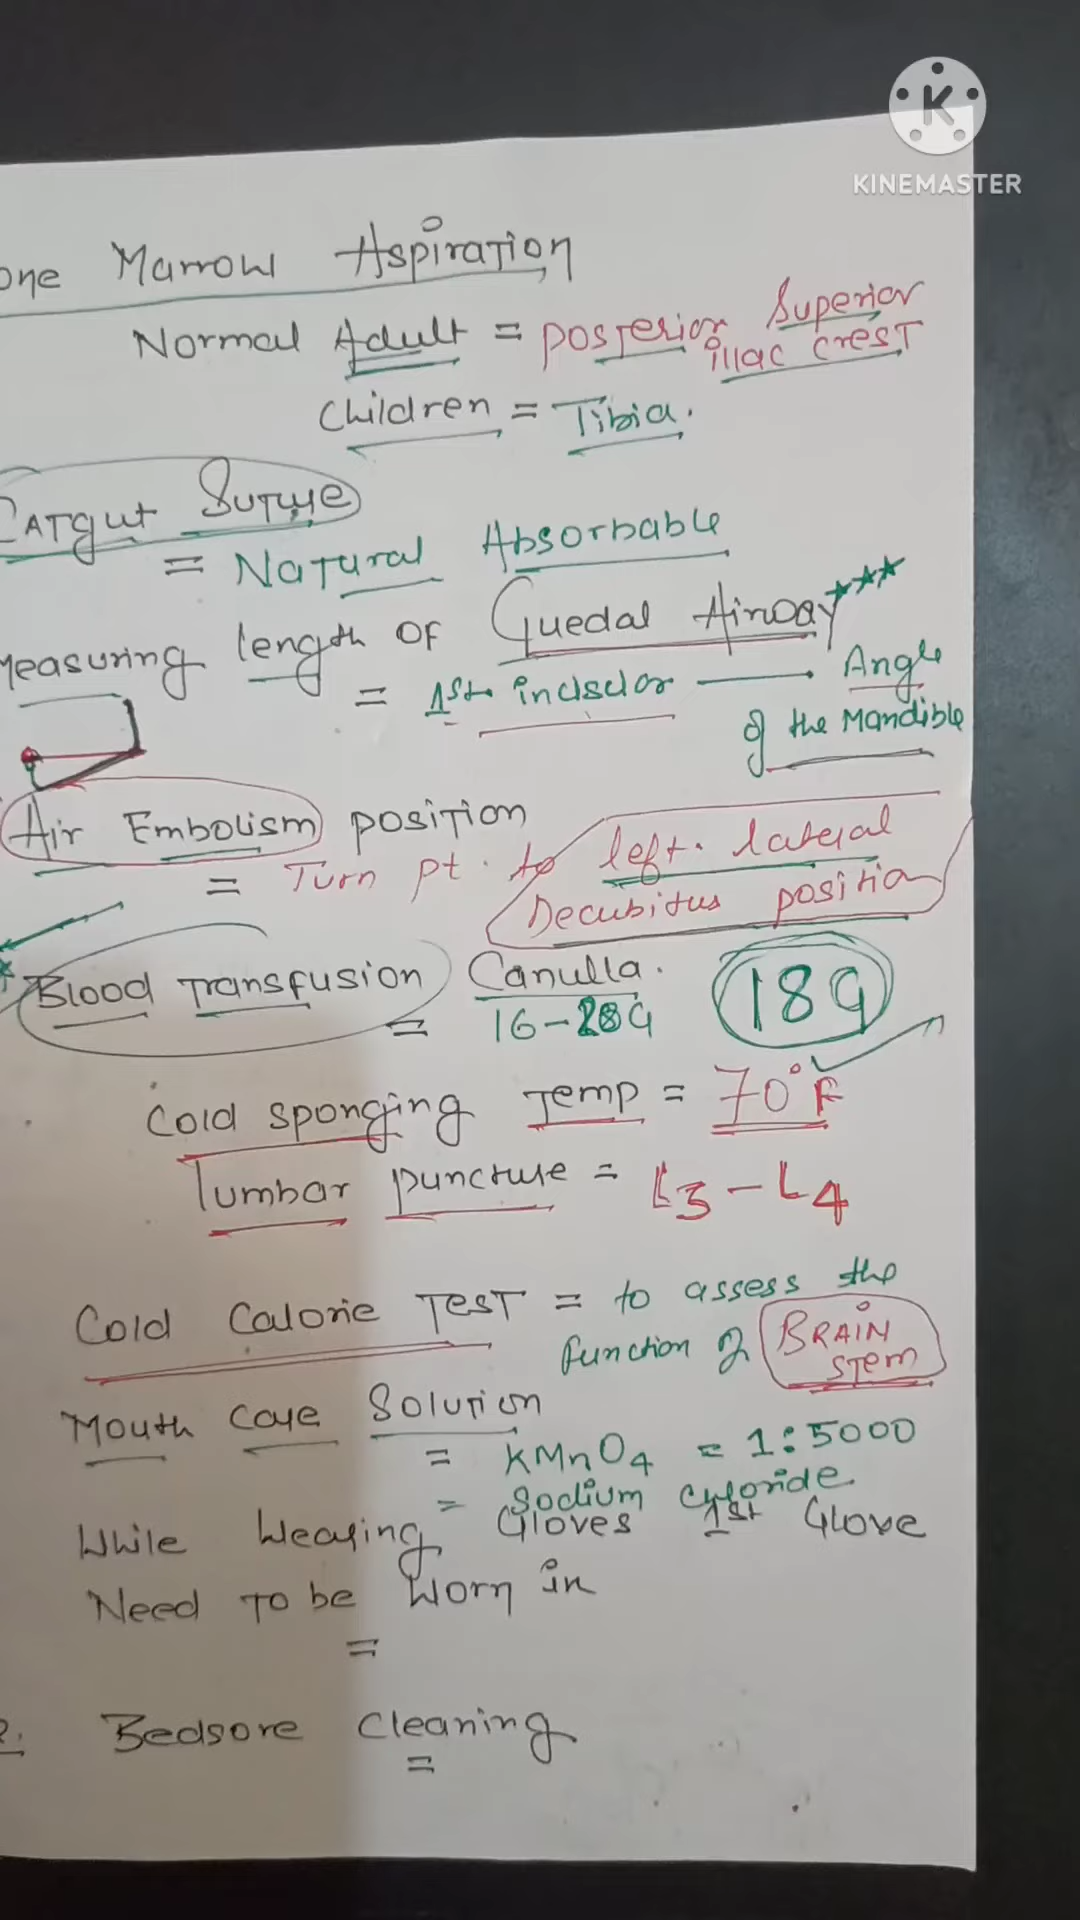 KINEMASTER
one Marrow Aspiration
Normal Adult = Posterior Superior
illac crest
Children = Tibia.
Catgut Suture
= Natural Absorbable
Measuring length of Guedal Airway ***
= 1st incisior — Angle
of the Mandible
Air Embolism position
= Turn pt. to left lateral
Decubitus position
* Blood Transfusion Canulla.
= 16-18G 18G
Cold sponging Temp = 70°F
Lumbar puncture = L3-L4
Cold Calorie Test = to assess the
function of BRAIN
STEM
Mouth Care Solution
= KMnO4 = 1:5000
= Sodium Chloride
While Wearing Gloves 1st Glove
Need to be Worn in
=
2. Bedsore Cleaning
=